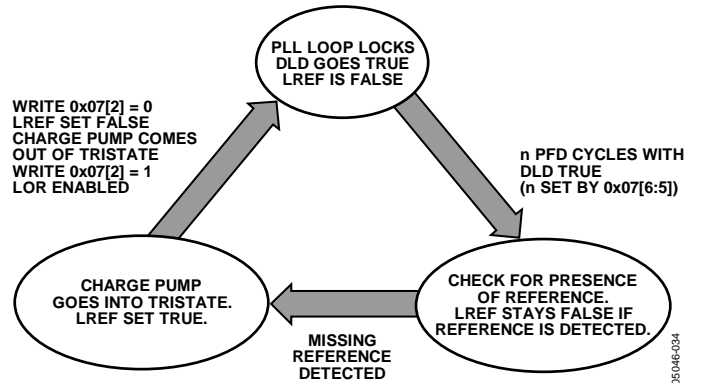 PLL LOOP LOCKS
DLD GOES TRUE
LREF IS FALSE
WRITE 0x07[2] = 0
LREF SET FALSE
CHARGE PUMP COMES
OUT OF TRISTATE
WRITE 0x07[2] = 1
LOR ENABLED
n PFD CYCLES WITH
DLD TRUE
(n SET BY 0x07[6:5])
CHARGE PUMP
GOES INTO TRISTATE.
LREF SET TRUE.
CHECK FOR PRESENCE
OF REFERENCE.
LREF STAYS FALSE IF
REFERENCE IS DETECTED.
MISSING
REFERENCE
DETECTED
05046-034